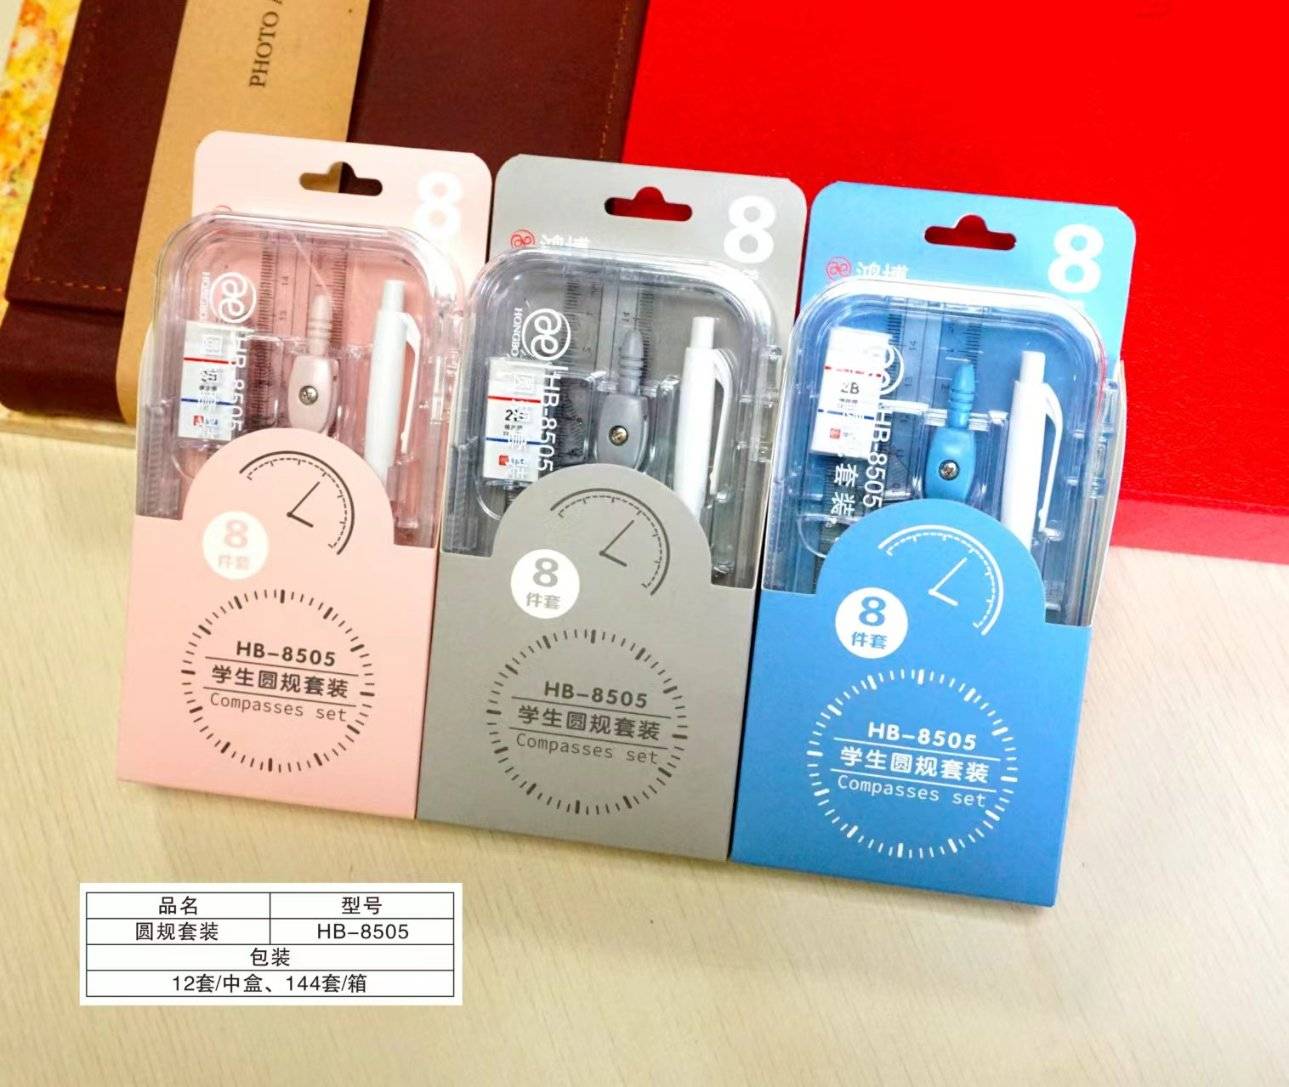 PHOTO A
8
HONGBO
HB-8505
8
件套
HB-8505
学生圆规套装
Compasses set
8
鸿博
HONGBO
HB-8505
2B
8
件套
HB-8505
学生圆规套装
Compasses set
8
鸿博
2B
HB-8505
套装
8
件套
HB-8505
学生圆规套装
Compasses set
品名 型号
圆规套装 HB-8505
包装
12套/中盒、144套/箱